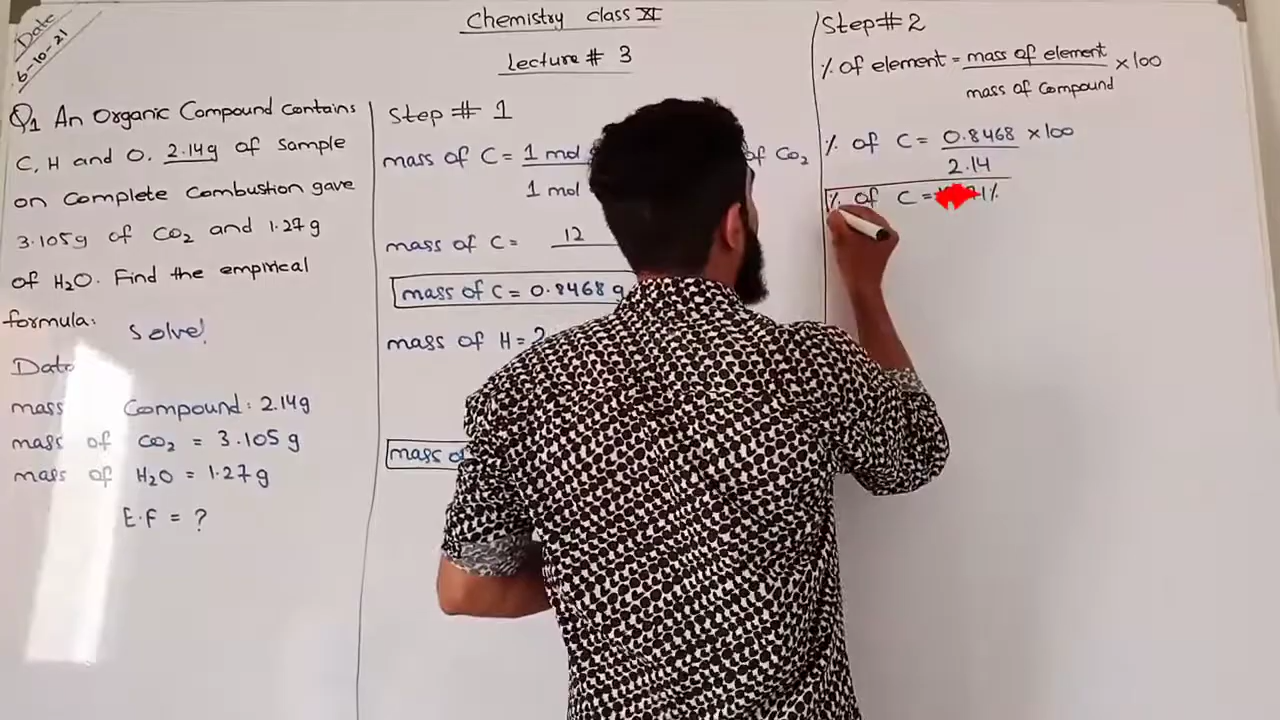 Date
6-10-21
Chemistry class XI
Lecture # 3
Q1 An Organic Compound contains
C, H and O. 2.14g of Sample
on Complete Combustion gave
3.105g of CO2 and 1.27g
of H2O. Find the empirical
formula:
Solve!
Data
mass Compound: 2.14g
mass of CO2 = 3.105g
mass of H2O = 1.27g
E.F = ?
Step # 1
mass of C = 1 mol of CO2
1 mol
mass of C = 12
mass of C = 0.8468 g
mass of H = 2
mass of
Step # 2
% of element = mass of element × 100
mass of Compound
% of C = 0.8468 × 100
2.14
% of C =